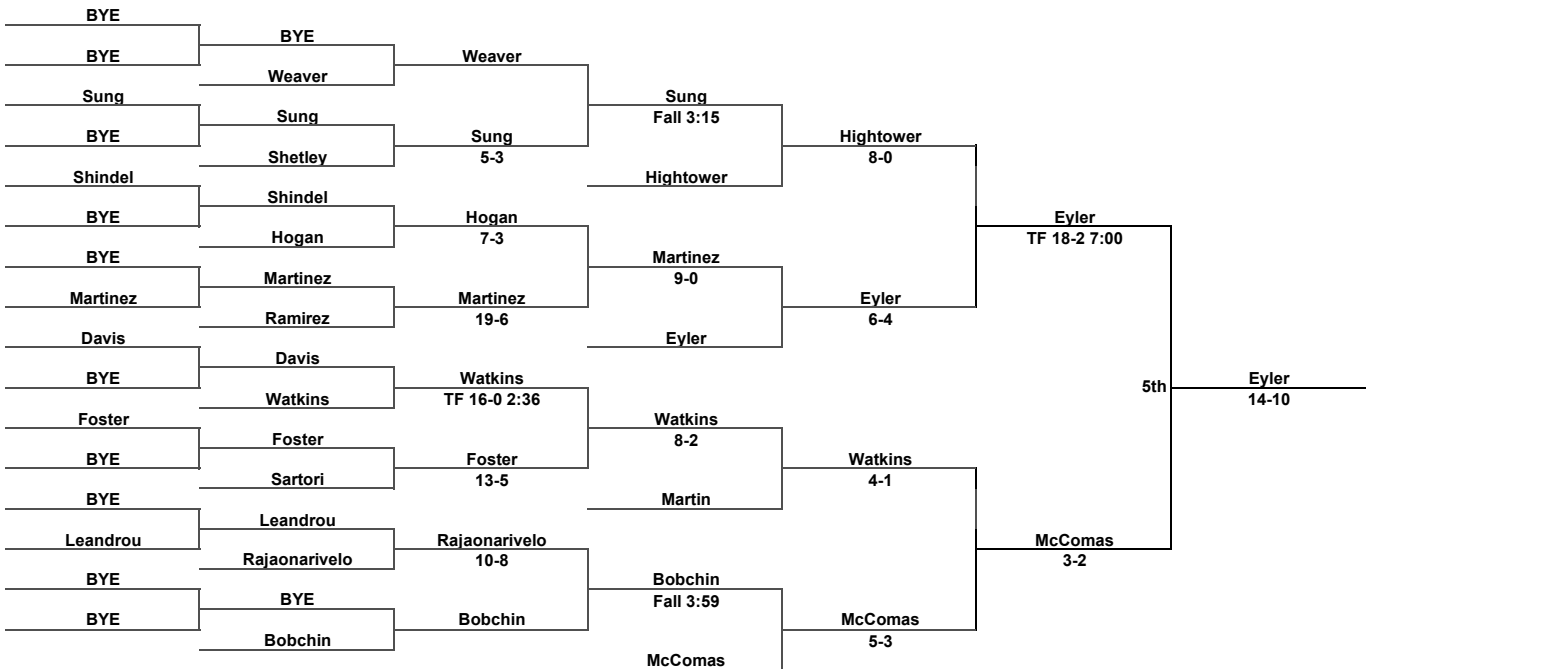 BYE
BYE
Weaver
BYE
Weaver
Sung
Sung
Fall 3:15
Sung
BYE
Sung
5-3
Hightower
8-0
Shetley
Shindel
Hightower
Shindel
BYE
Hogan
7-3
Eyler
TF 18-2 7:00
Hogan
BYE
Martinez
9-0
Martinez
Martinez
Martinez
19-6
Eyler
6-4
Ramirez
Davis
Eyler
Davis
BYE
Watkins
TF 16-0 2:36
5th
Eyler
14-10
Watkins
Foster
Watkins
8-2
Foster
BYE
Foster
13-5
Watkins
4-1
Sartori
BYE
Martin
Leandrou
Leandrou
Rajaonarivelo
10-8
McComas
3-2
Rajaonarivelo
BYE
Bobchin
Fall 3:59
BYE
BYE
Bobchin
McComas
5-3
Bobchin
McComas